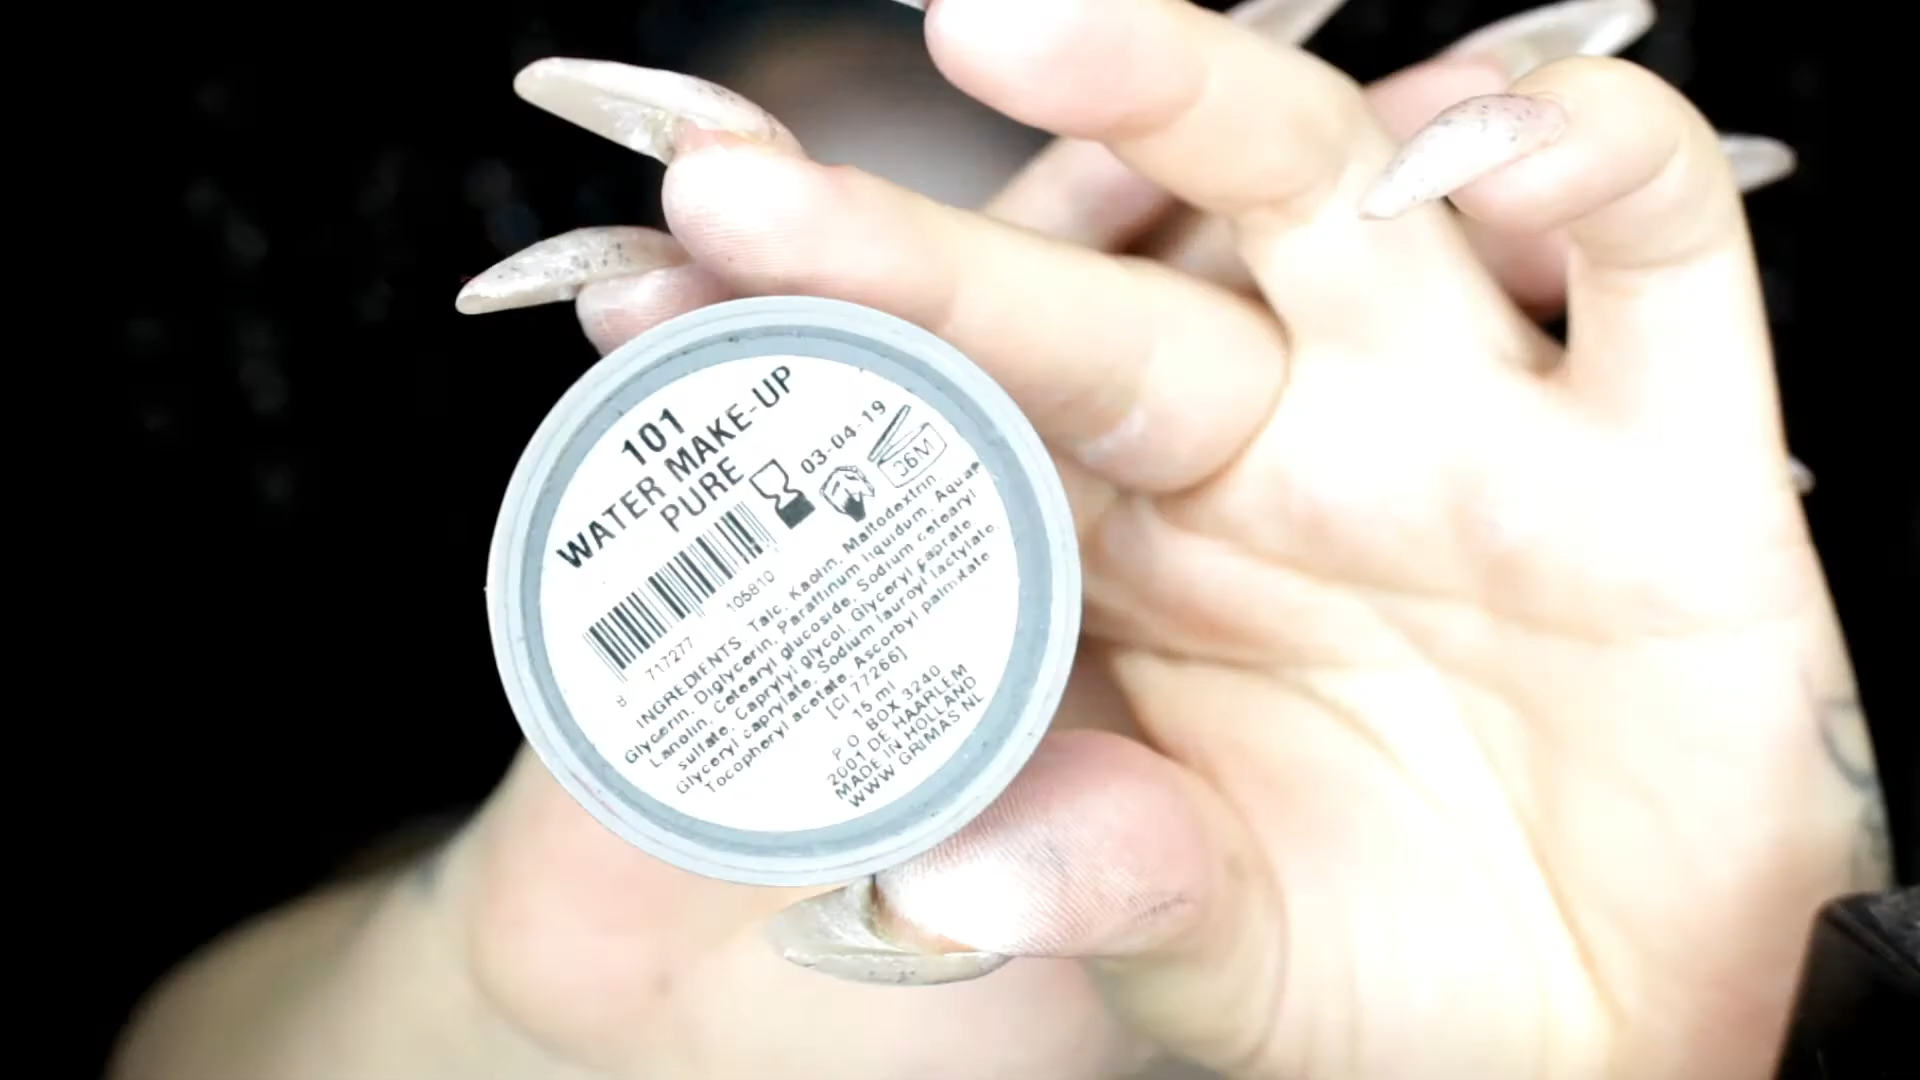 101
WATER MAKE-UP
PURE
03-04-19
36M
8 717277 105810
INGREDIENTS: Talc, Kaolin, Maltodextrin,
Glycerin, Diglycerin, Paraffinum liquidum, Aqua,
Lanolin, Cetearyl glucoside, Sodium cetearyl
sulfate, Caprylyl glycol, Glyceryl caprate,
Glyceryl caprylate, Sodium lauroyl lactylate,
Tocopheryl acetate, Ascorbyl palmitate
[CI 77266]
15 ml
P.O. BOX 3240
2001 DE HAARLEM
MADE IN HOLLAND
WWW.GRIMAS.NL